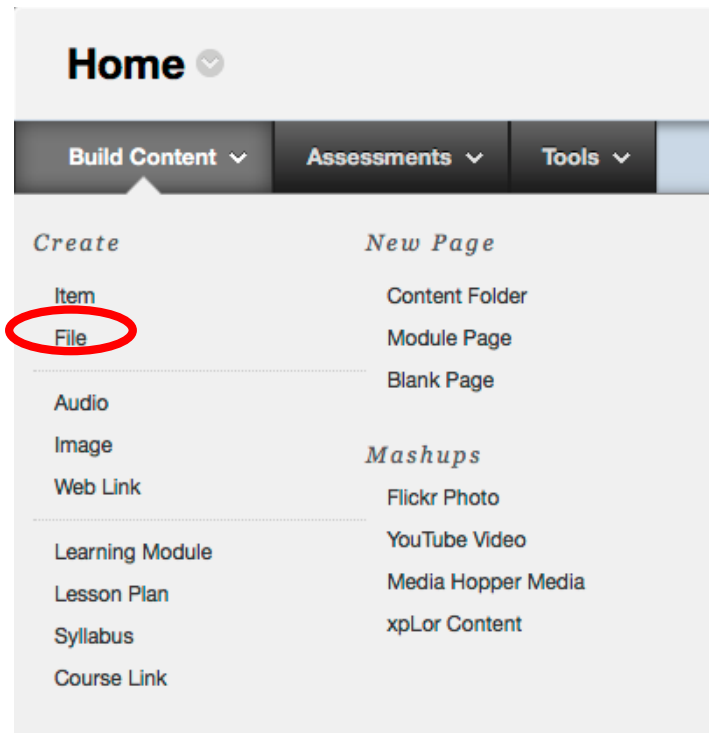 Home
Build Content Assessments Tools
Create
Item
File
Audio
Image
Web Link
Learning Module
Lesson Plan
Syllabus
Course Link
New Page
Content Folder
Module Page
Blank Page
Mashups
Flickr Photo
YouTube Video
Media Hopper Media
xpLor Content